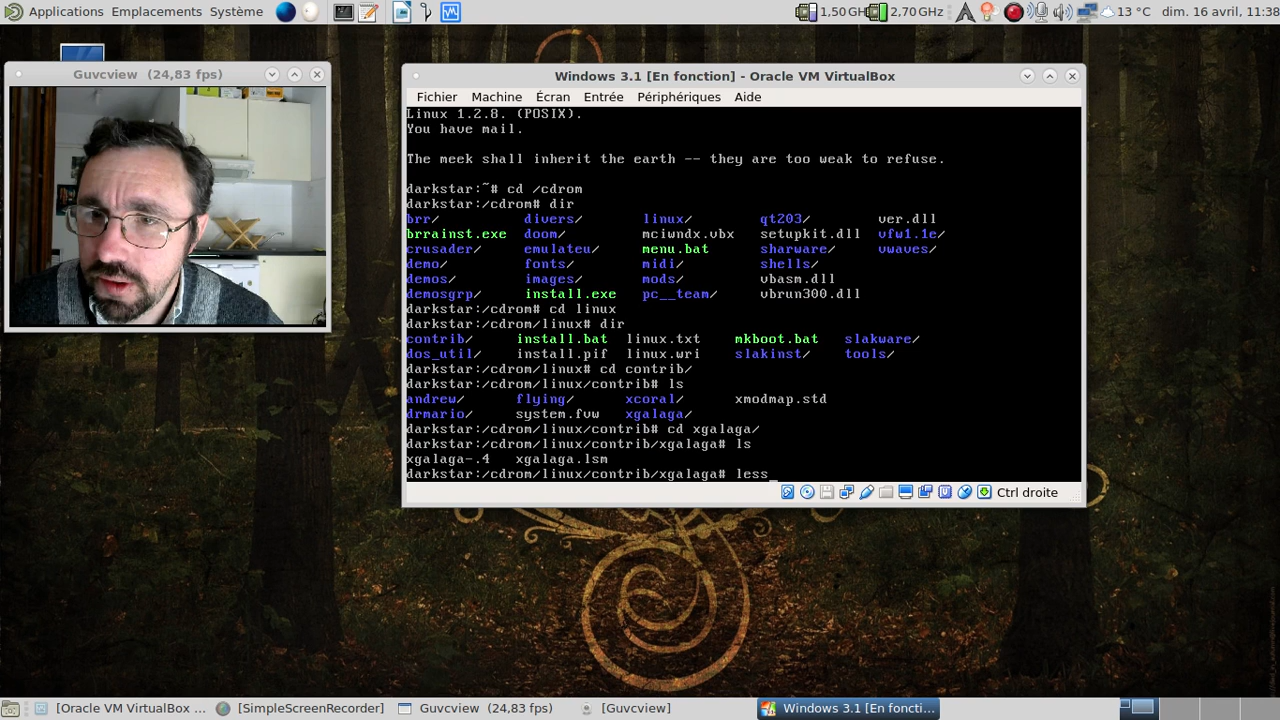 Applications Emplacements Système 1,50 GH 2,70 GHz 13 °C dim. 16 avril, 11:38
Guvcview (24,83 fps)
Windows 3.1 [En fonction] - Oracle VM VirtualBox
Fichier Machine Écran Entrée Périphériques Aide
Linux 1.2.8. (POSIX).
You have mail.
The meek shall inherit the earth -- they are too weak to refuse.
darkstar:~# cd /cdrom
darkstar:/cdrom# dir
brr/ divers/ linux/ qt203/ ver.dll
brrainst.exe doom/ mciwndx.vbx setupkit.dll vfw1.1e/
crusader/ emulateu/ menu.bat sharware/ vwaves/
demo/ fonts/ midi/ shells/
demos/ images/ mods/ vbasm.dll
demosgrp/ install.exe pc__team/ vbrun300.dll
darkstar:/cdrom# cd linux
darkstar:/cdrom/linux# dir
contrib/ install.bat linux.txt mkboot.bat slakware/
dos_util/ install.pif linux.wri slakinst/ tools/
darkstar:/cdrom/linux# cd contrib/
darkstar:/cdrom/linux/contrib# ls
andrew/ flying/ xcoral/ xmodmap.std
drmario/ system.fvw xgalaga/
darkstar:/cdrom/linux/contrib# cd xgalaga/
darkstar:/cdrom/linux/contrib/xgalaga# ls
xgalaga-.4 xgalaga.lsm
darkstar:/cdrom/linux/contrib/xgalaga# less_
Ctrl droite
[Oracle VM VirtualBox ... [SimpleScreenRecorder] Guvcview (24,83 fps) [Guvcview] Windows 3.1 [En foncti...